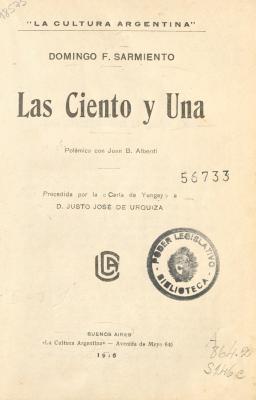 18575
"LA CULTURA ARGENTINA"
DOMINGO F. SARMIENTO
Las Ciento y Una
Polémica con Juan B. Alberdi
56733
Precedida por la «Carta de Yungay» a
D. JUSTO JOSÉ DE URQUIZA
PODER LEGISLATIVO
BIBLIOTECA
BUENOS AIRES
«La Cultura Argentina» — Avenida de Mayo 646
1916